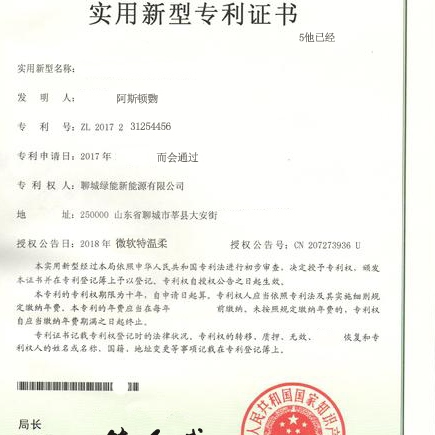 实用新型专利证书
5他已经
实用新型名称:
发 明 人: 阿斯顿覅
专 利 号: ZL 2017 2 31254456
专利申请日: 2017 年 而会通过
专 利 权 人: 聊城绿能新能源有限公司
地 址: 250000 山东省聊城市莘县大安街
授权公告日: 2018 年 微软特温柔 授权公告号: CN 207273936 U
本实用新型经过本局依照中华人民共和国专利法进行初步审查, 决定授予专利权, 颁发
本证书并在专利登记簿上予以登记, 专利权自授权公告之日起生效。
本专利的专利权期限为十年, 自申请日起算。专利权人应当依照专利法及其实施细则规
定缴纳年费。本专利的年费应当在每年 前缴纳。未按照规定缴纳年费的, 专利权
自应当缴纳年费期满之日起终止。
专利证书记载专利权登记时的法律状况。专利权的转移、质押、无效、 恢复和专
利权人的姓名或名称、国籍、地址变更等事项记载在专利登记簿上。
局长
人民共和国国家知识产